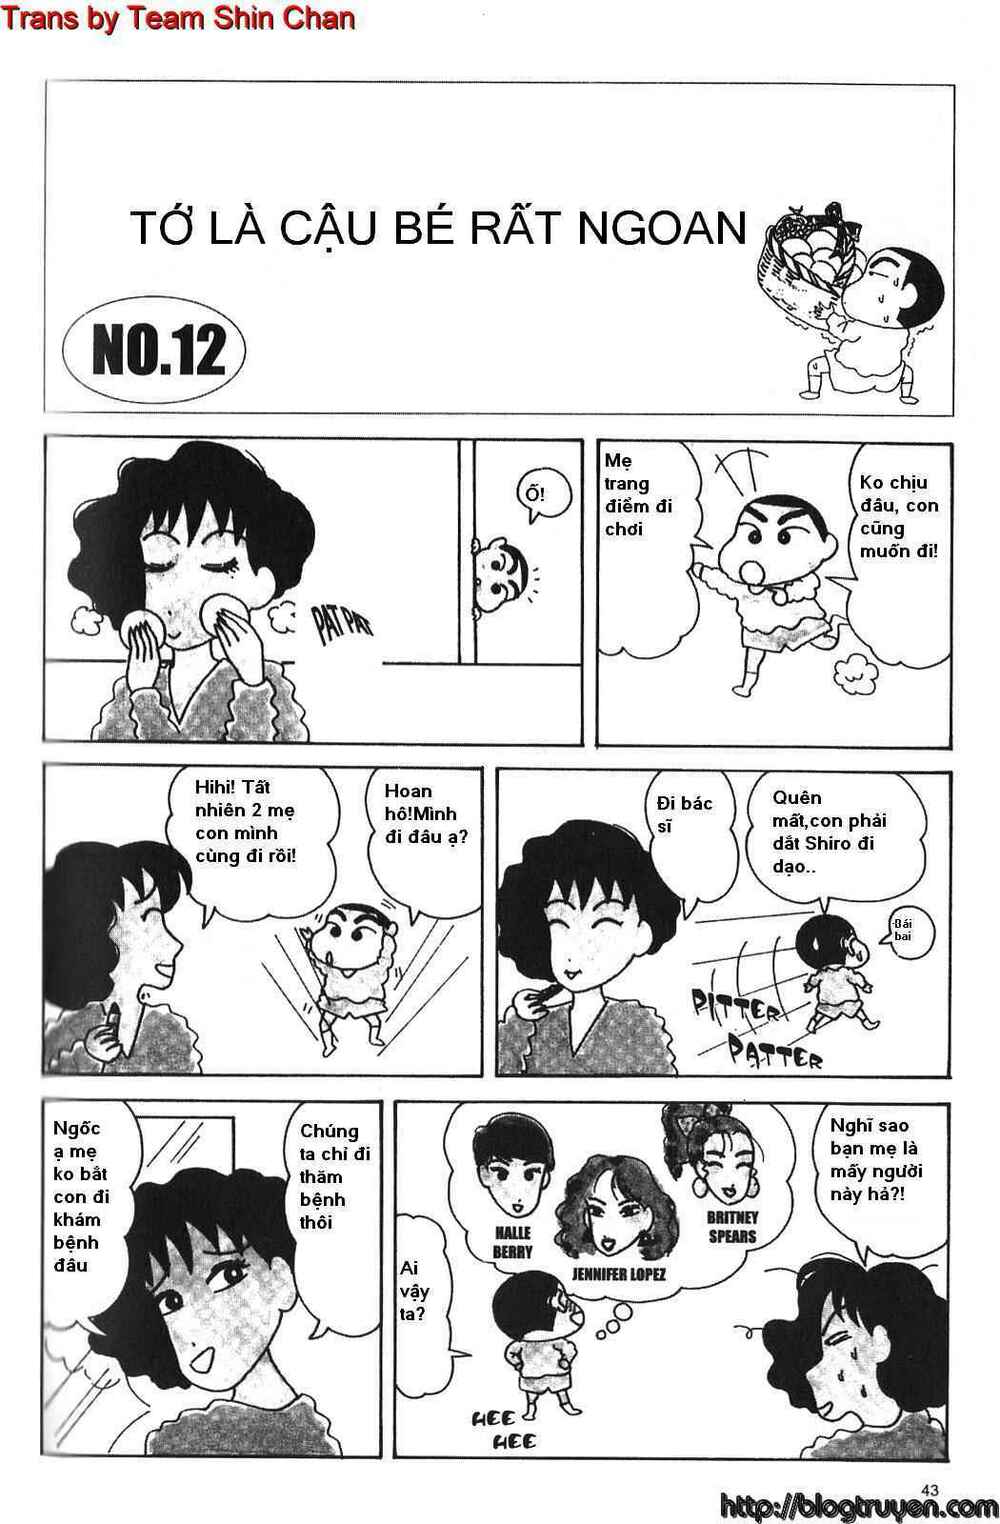 Trans by Team Shin Chan
TỚ LÀ CẬU BÉ RẤT NGOAN
NO.12
Ố!
PAT PAT
Mẹ
trang
điểm đi
chơi
Ko chịu
đâu, con
cũng
muốn đi!
Hihi! Tất
nhiên 2 mẹ
con mình
cùng đi rồi!
Hoan
hô!Mình
đi đâu ạ?
Đi bác
sĩ
Quên
mất,con phải
dắt Shiro đi
dạo..
Bái
bai
PITTER
PATTER
Ngốc
ạ mẹ
ko bắt
con đi
khám
bệnh
đâu
Chúng
ta chỉ đi
thăm
bệnh
thôi
Ai
vậy
ta?
HALLE
BERRY
JENNIFER LOPEZ
BRITNEY
SPEARS
HEE
HEE
Nghĩ sao
bạn mẹ là
mấy người
này hả?!
43
http://blogtruyen.com/